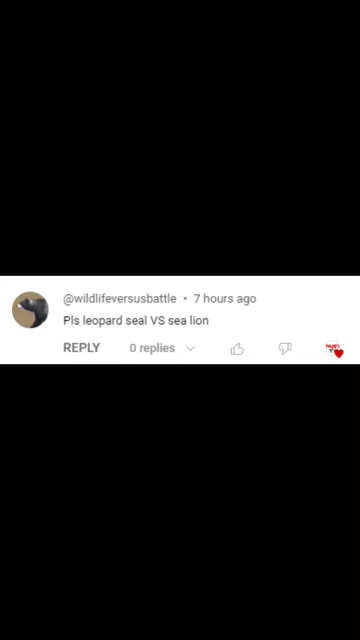 @wildlifeversusbattle • 7 hours ago
Pls leopard seal VS sea lion
REPLY 0 replies